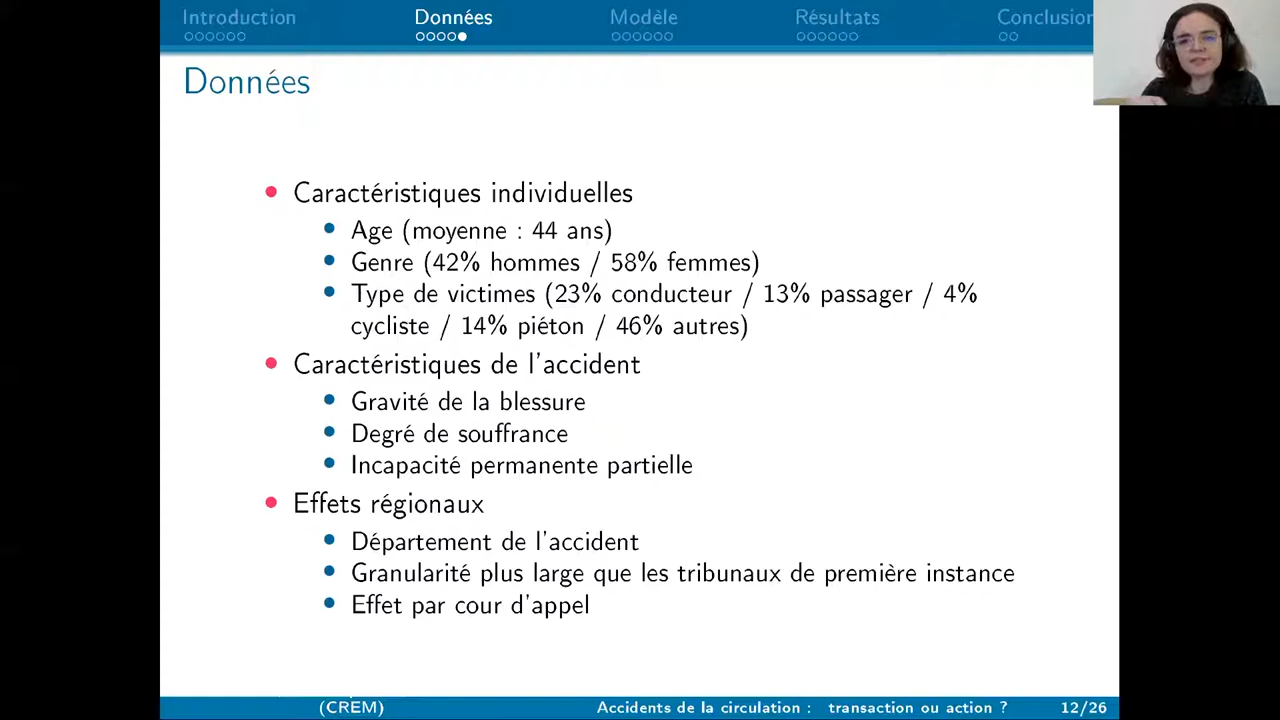 Introduction Données Modèle Résultats Conclusion
Données
Caractéristiques individuelles
Age (moyenne : 44 ans)
Genre (42% hommes / 58% femmes)
Type de victimes (23% conducteur / 13% passager / 4%
cycliste / 14% piéton / 46% autres)
Caractéristiques de l'accident
Gravité de la blessure
Degré de souffrance
Incapacité permanente partielle
Effets régionaux
Département de l'accident
Granularité plus large que les tribunaux de première instance
Effet par cour d'appel
(CREM) Accidents de la circulation : transaction ou action ? 12/26